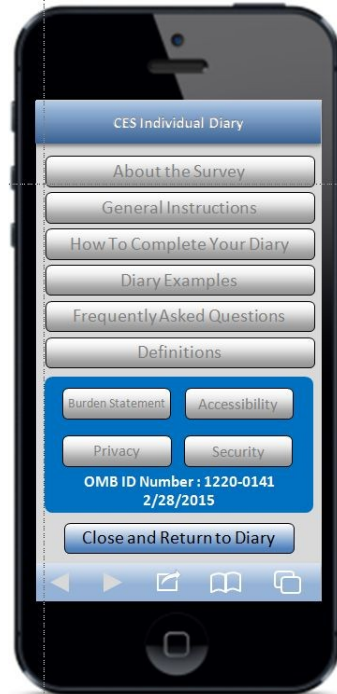 CES Individual Diary
About the Survey
General Instructions
How To Complete Your Diary
Diary Examples
Frequently Asked Questions
Definitions
Burden Statement
Accessibility
Privacy
Security
OMB ID Number : 1220-0141
2/28/2015
Close and Return to Diary